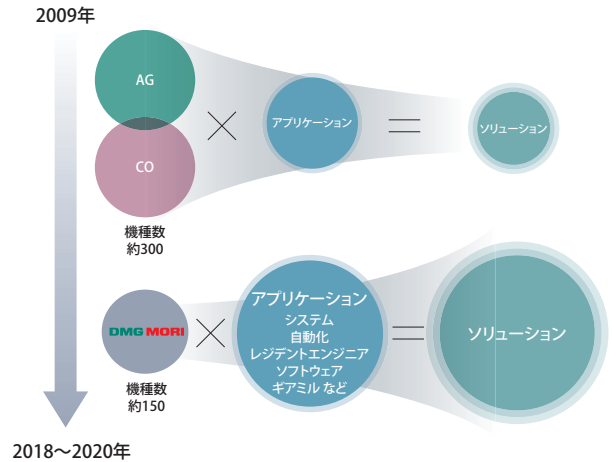 2009年
AG
CO
アプリケーション
ソリューション
機種数
約300
DMG MORI
機種数
約150
アプリケーション
システム
自動化
レジデントエンジニア
ソフトウェア
ギアミル など
ソリューション
2018～2020年